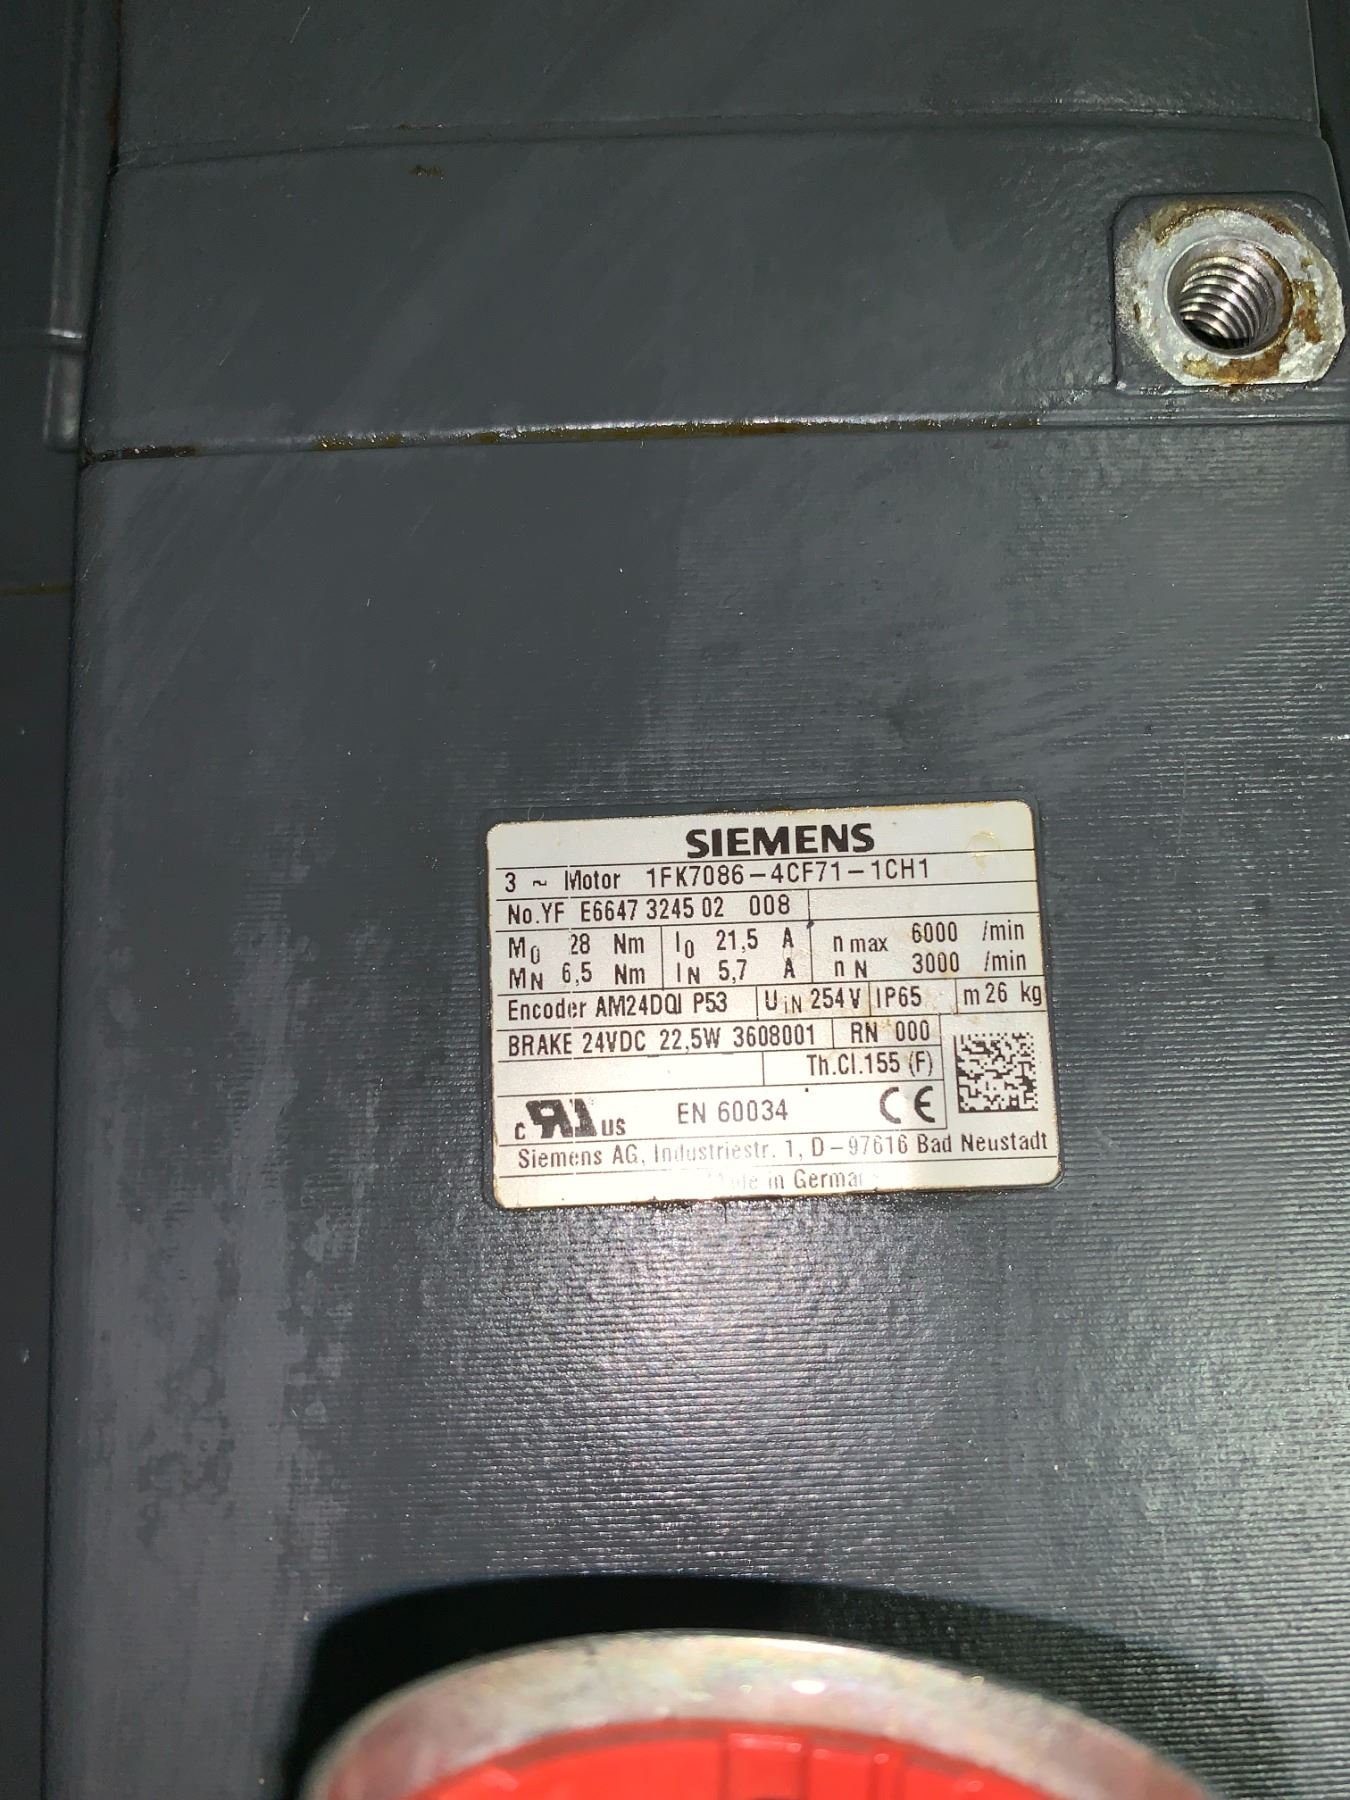 SIEMENS
3 ~ Motor 1FK7086-4CF71-1CH1
No.YF E6647 3245 02 008
M0 28 Nm I0 21,5 A n max 6000 /min
MN 6,5 Nm IN 5,7 A n N 3000 /min
Encoder AM24DQI P53 UiN 254V IP65 m 26 kg
BRAKE 24VDC 22,5W 3608001 RN 000
Th.Cl.155 (F)
c RU US EN 60034 CE
Siemens AG, Industriestr. 1, D-97616 Bad Neustadt
in